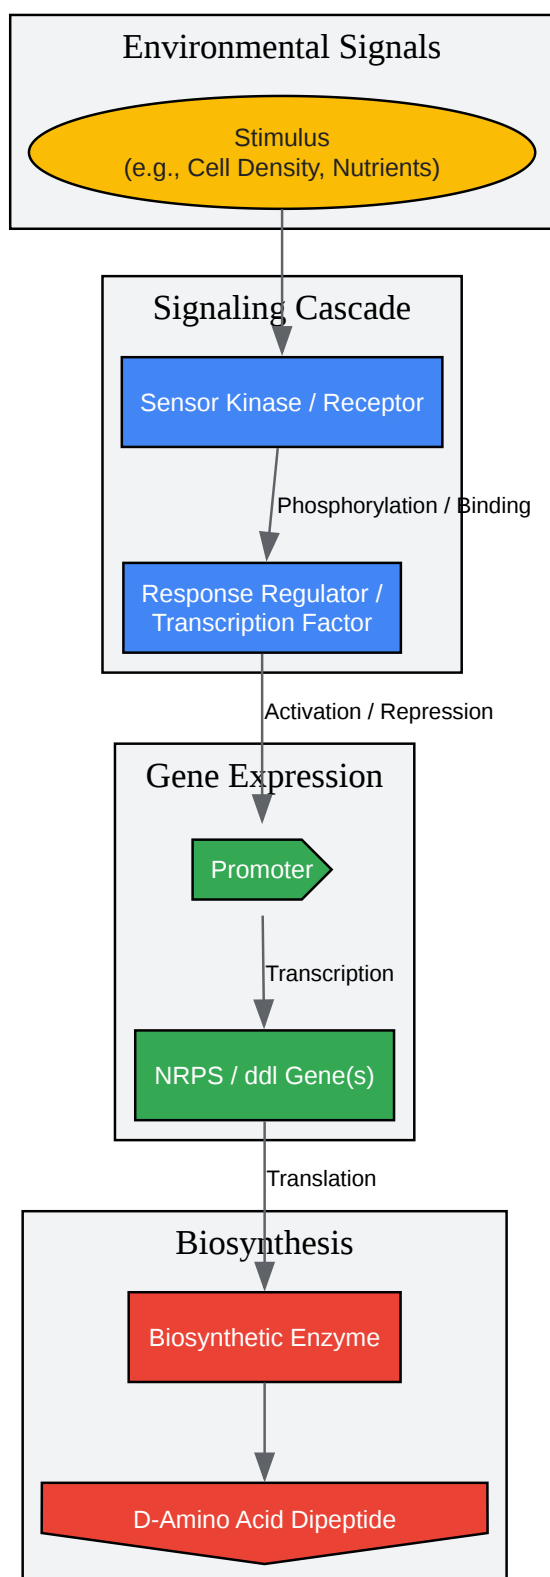 Environmental Signals
Stimulus
(e.g., Cell Density, Nutrients)
Signaling Cascade
Sensor Kinase / Receptor
Phosphorylation / Binding
Response Regulator /
Transcription Factor
Activation / Repression
Gene Expression
Promoter
Transcription
NRPS / ddl Gene(s)
Translation
Biosynthesis
Biosynthetic Enzyme
D-Amino Acid Dipeptide